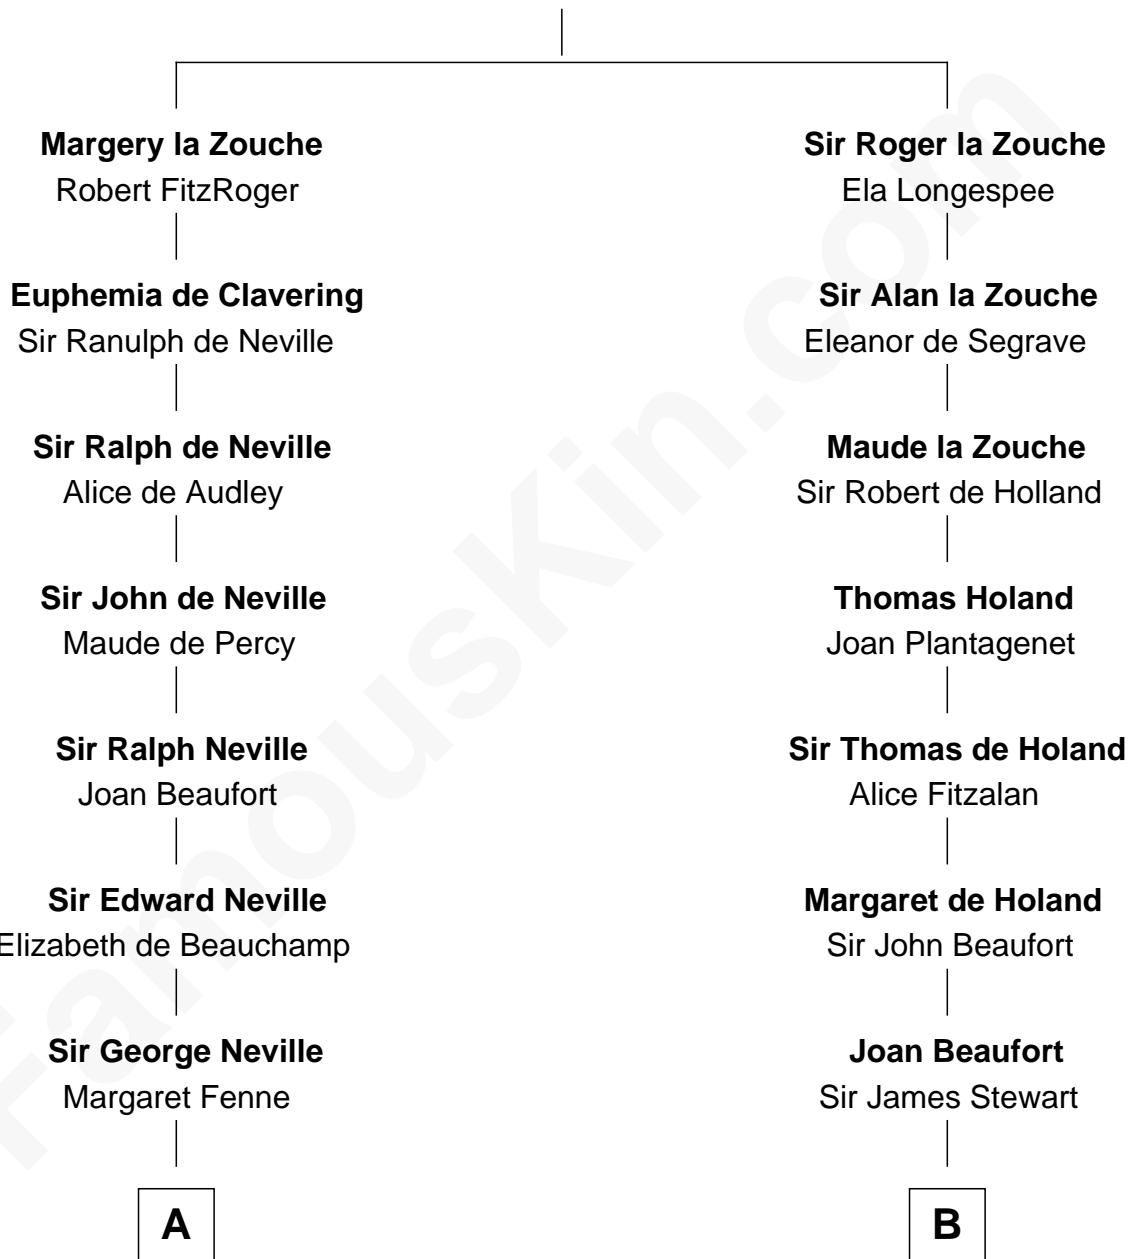 Margery la Zouche
Robert FitzRoger
Euphemia de Clavering
Sir Ranulph de Neville
Sir Ralph de Neville
Alice de Audley
Sir John de Neville
Maude de Percy
Sir Ralph Neville
Joan Beaufort
Sir Edward Neville
Elizabeth de Beauchamp
Sir George Neville
Margaret Fenne
A
Sir Roger la Zouche
Ela Longespee
Sir Alan la Zouche
Eleanor de Segrave
Maude la Zouche
Sir Robert de Holland
Thomas Holand
Joan Plantagenet
Sir Thomas de Holand
Alice Fitzalan
Margaret de Holand
Sir John Beaufort
Joan Beaufort
Sir James Stewart
B
FamousKin.com